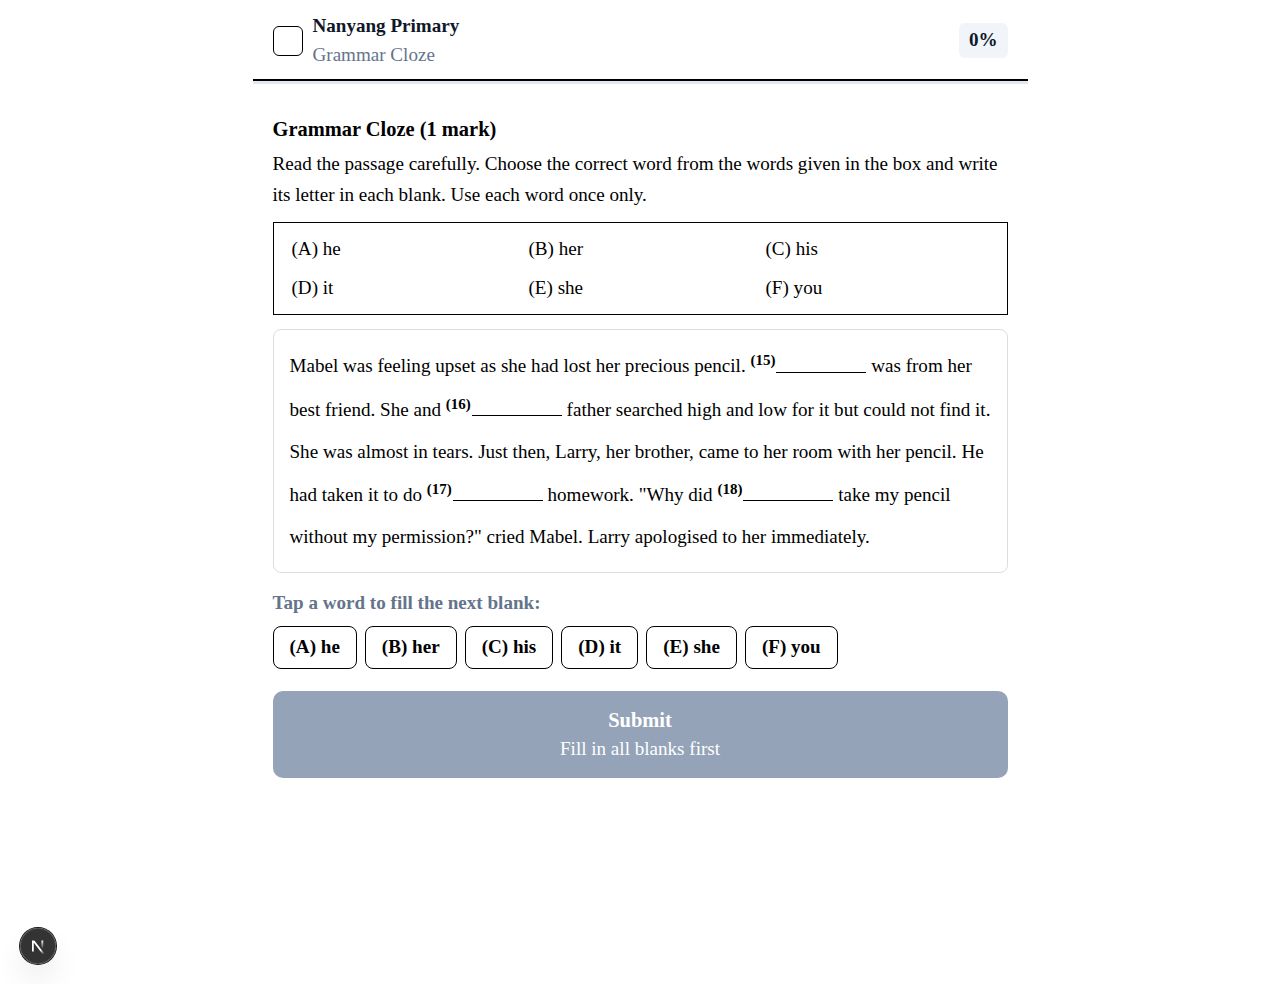 Nanyang Primary
Grammar Cloze
0%
Grammar Cloze (1 mark)
Read the passage carefully. Choose the correct word from the words given in the box and write
its letter in each blank. Use each word once only.
(A) he (B) her (C) his
(D) it (E) she (F) you
Mabel was feeling upset as she had lost her precious pencil. (15)_________ was from her
best friend. She and (16)_________ father searched high and low for it but could not find it.
She was almost in tears. Just then, Larry, her brother, came to her room with her pencil. He
had taken it to do (17)_________ homework. "Why did (18)_________ take my pencil
without my permission?" cried Mabel. Larry apologised to her immediately.
Tap a word to fill the next blank:
(A) he (B) her (C) his (D) it (E) she (F) you
Submit
Fill in all blanks first
N